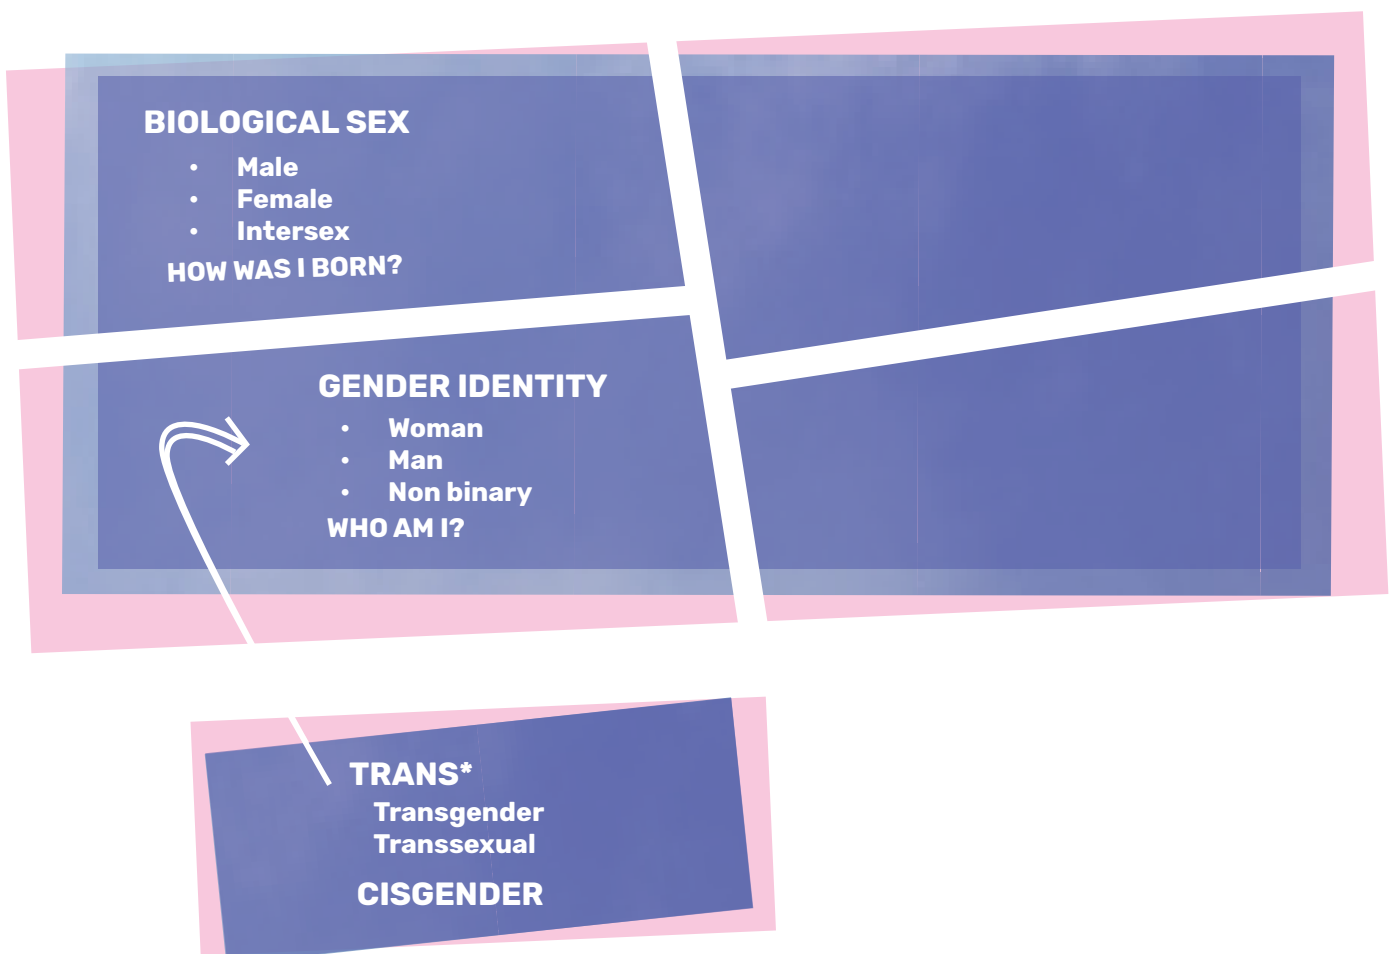 BIOLOGICAL SEX
• Male
• Female
• Intersex
HOW WAS I BORN?
GENDER IDENTITY
• Woman
• Man
• Non binary
WHO AM I?
TRANS*
Transgender
Transsexual
CISGENDER